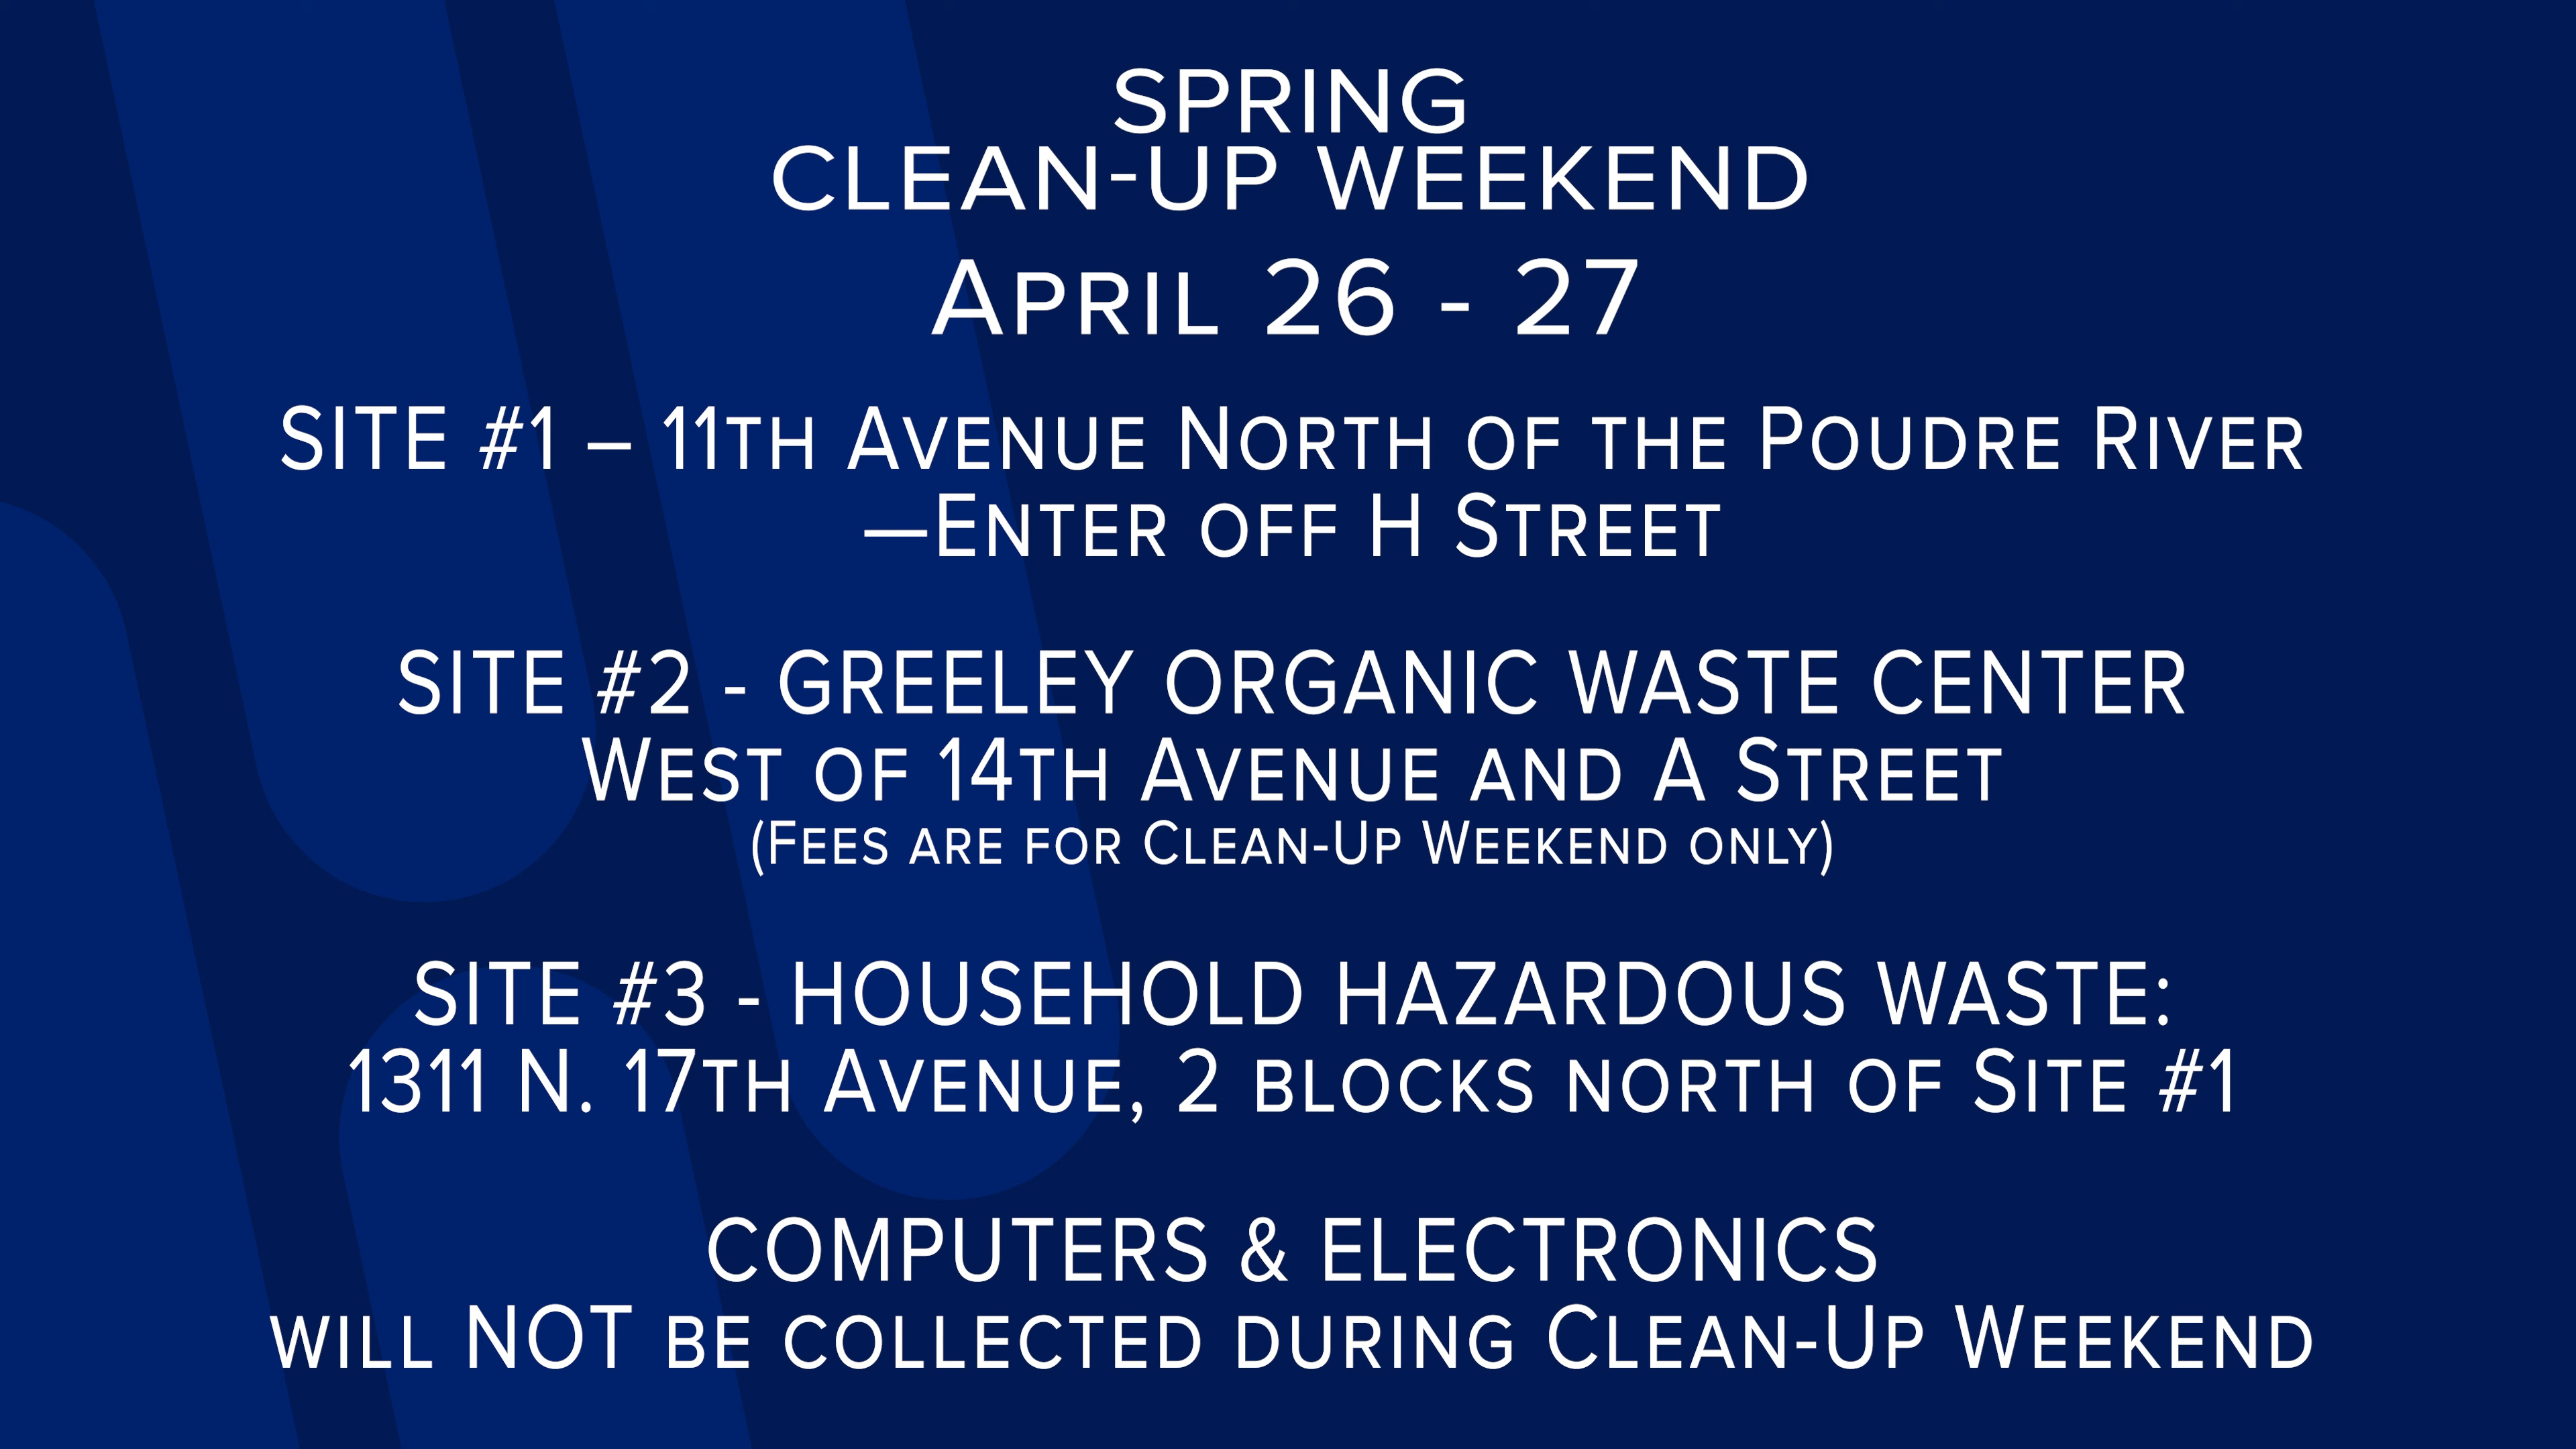 SPRING
CLEAN-UP WEEKEND
April 26 - 27
SITE #1 – 11th Avenue North of the Poudre River
—Enter off H Street
SITE #2 - GREELEY ORGANIC WASTE CENTER
West of 14th Avenue and A Street
(Fees are for Clean-Up Weekend only)
SITE #3 - HOUSEHOLD HAZARDOUS WASTE:
1311 N. 17th Avenue, 2 blocks north of Site #1
COMPUTERS & ELECTRONICS
will NOT be collected during Clean-Up Weekend